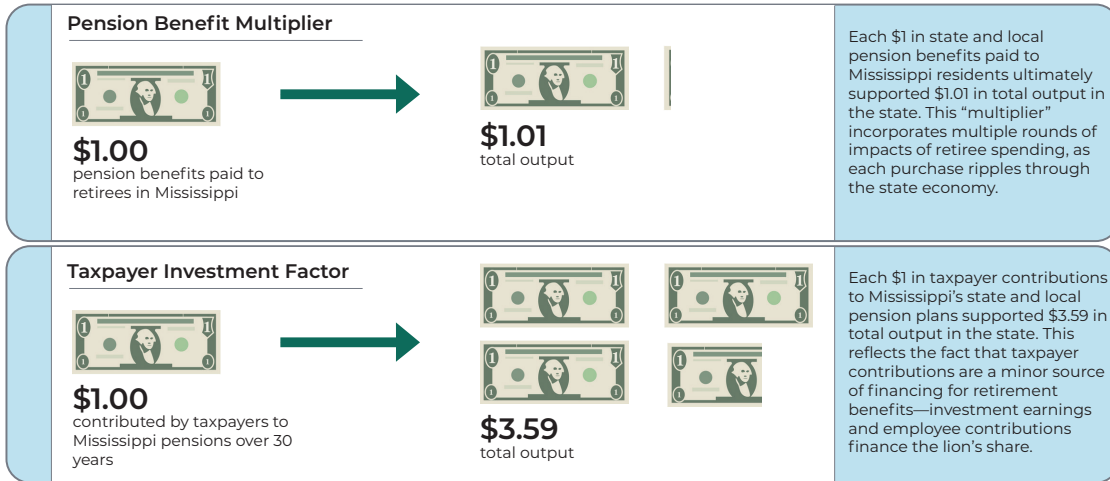 Pension Benefit Multiplier
$1.00
pension benefits paid to
retirees in Mississippi
$1.01
total output
Each $1 in state and local
pension benefits paid to
Mississippi residents ultimately
supported $1.01 in total output in
the state. This “multiplier”
incorporates multiple rounds of
impacts of retiree spending, as
each purchase ripples through
the state economy.
Taxpayer Investment Factor
$1.00
contributed by taxpayers to
Mississippi pensions over 30
years
$3.59
total output
Each $1 in taxpayer contributions
to Mississippi’s state and local
pension plans supported $3.59 in
total output in the state. This
reflects the fact that taxpayer
contributions are a minor source
of financing for retirement
benefits—investment earnings
and employee contributions
finance the lion’s share.